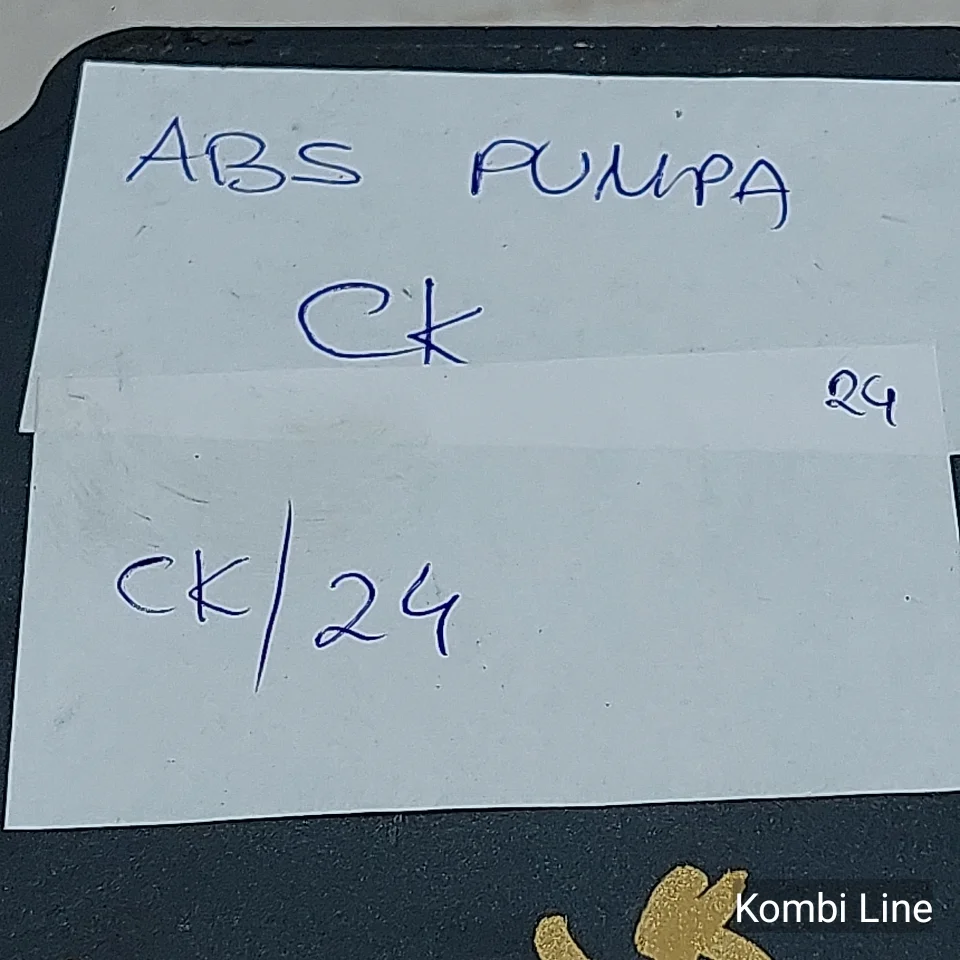 ABS PUMPA
CK
24
CK/24
Kombi Line